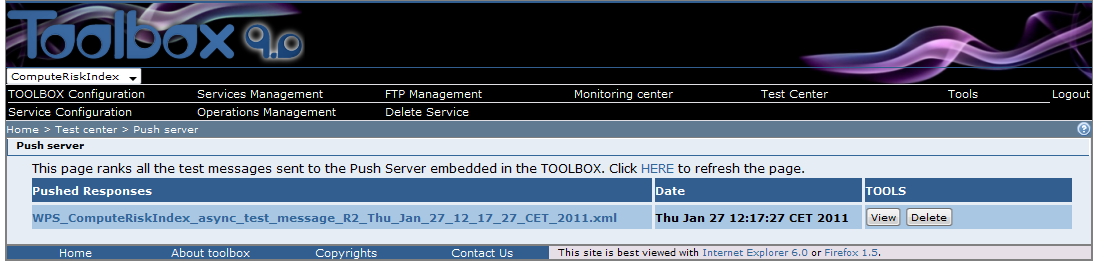 Toolbox 9.0
ComputeRiskIndex
TOOLBOX Configuration Services Management FTP Management Monitoring center Test Center Tools Logout
Service Configuration Operations Management Delete Service
Home > Test center > Push server ?
Push server
This page ranks all the test messages sent to the Push Server embedded in the TOOLBOX. Click HERE to refresh the page.
Pushed Responses Date TOOLS
WPS_ComputeRiskIndex_async_test_message_R2_Thu_Jan_27_12_17_27_CET_2011.xml Thu Jan 27 12:17:27 CET 2011 View Delete
Home About toolbox Copyrights Contact Us This site is best viewed with Internet Explorer 6.0 or Firefox 1.5.